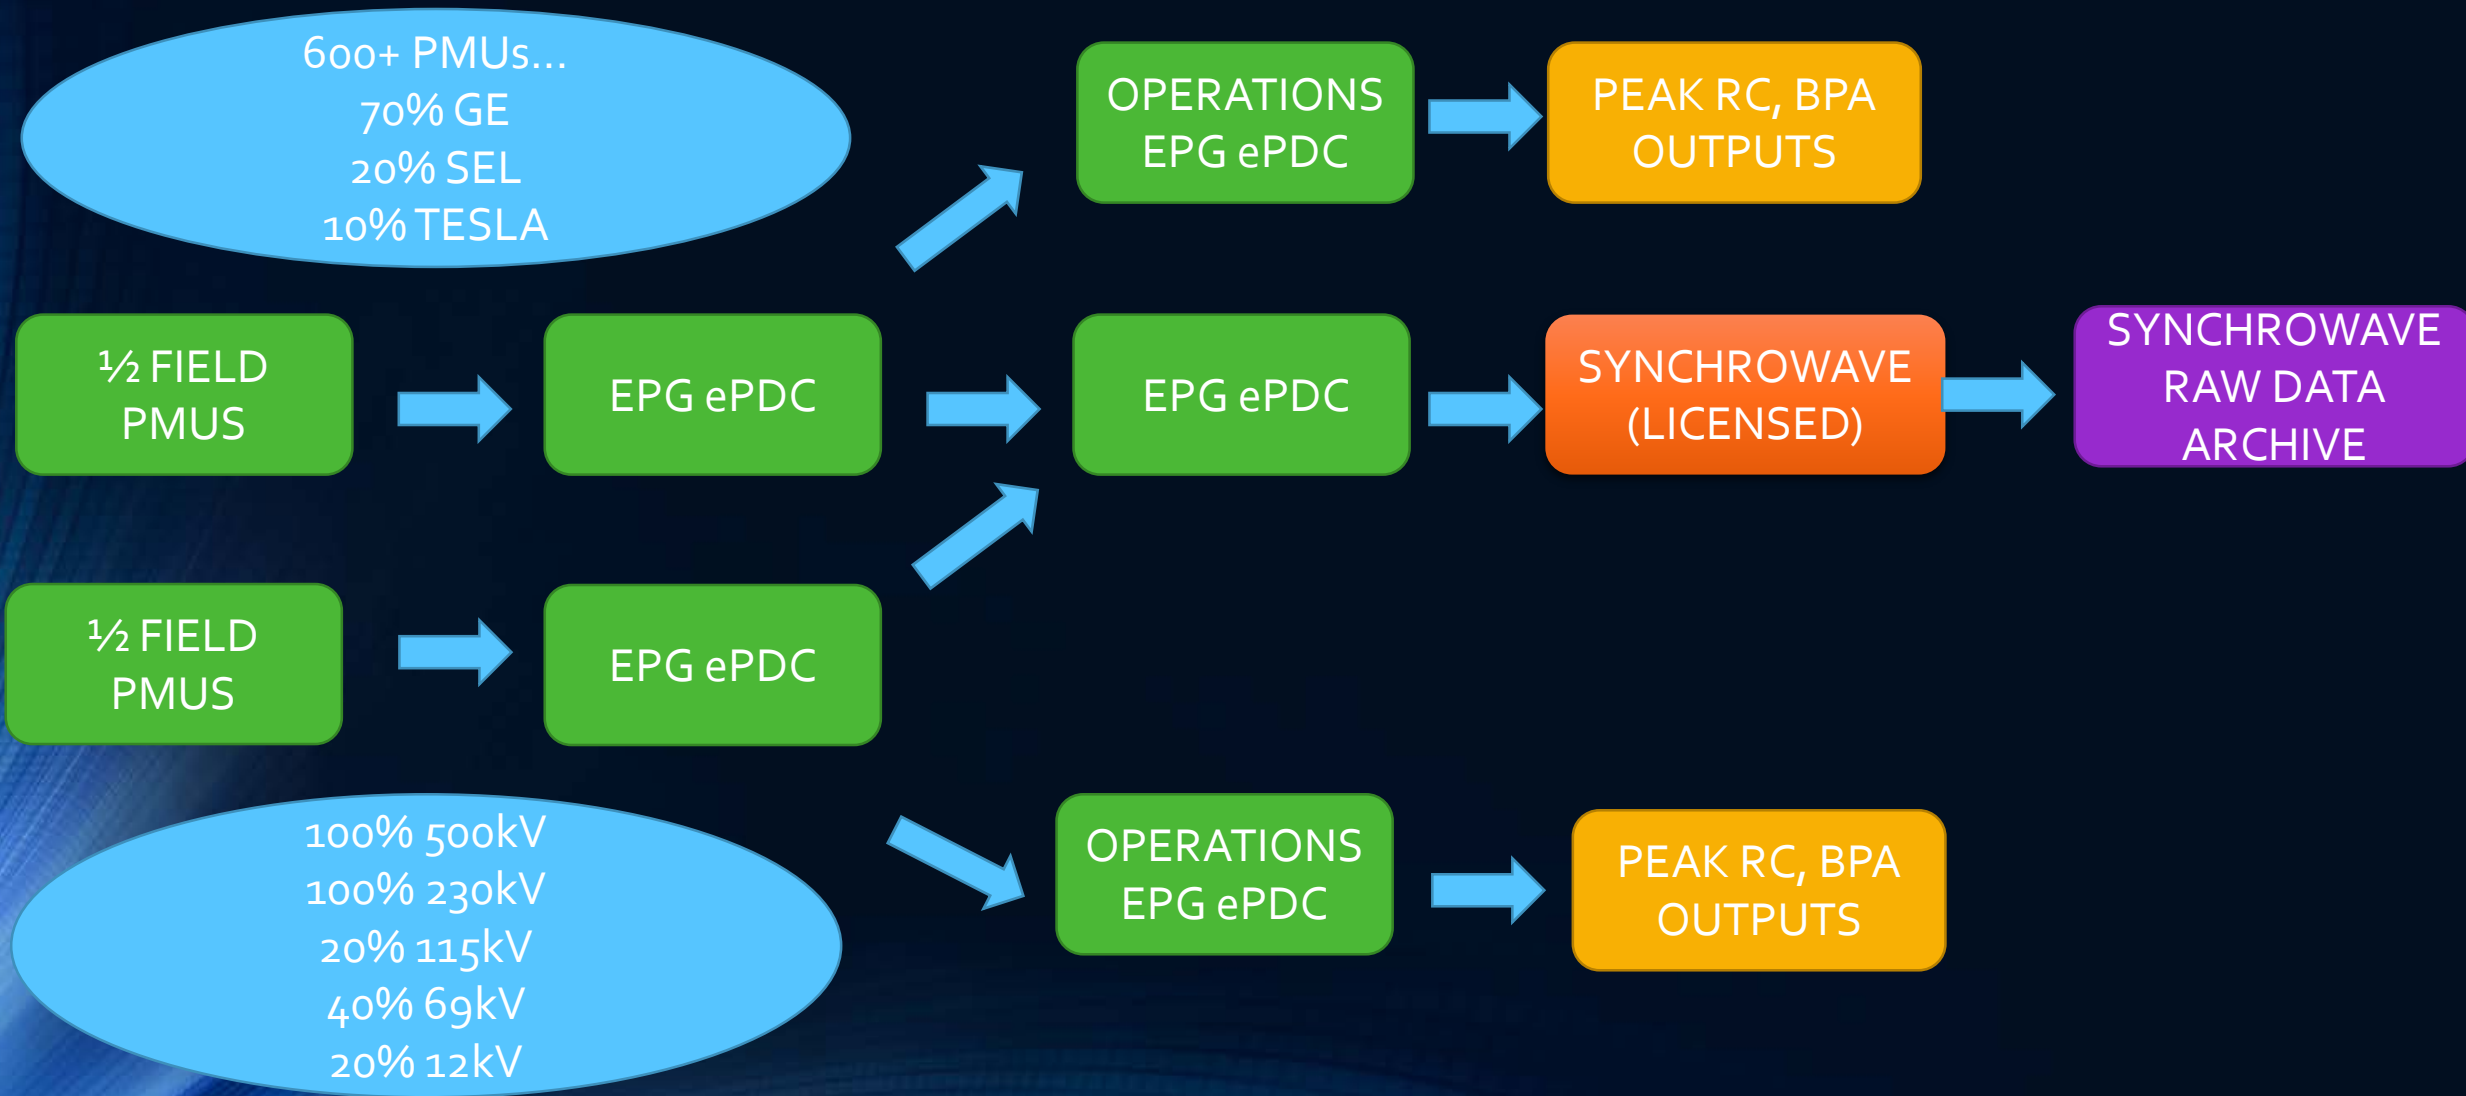 600+ PMUs...
70% GE
20% SEL
10% TESLA
OPERATIONS
EPG ePDC
PEAK RC, BPA
OUTPUTS
½ FIELD
PMUS
EPG ePDC
EPG ePDC
SYNCHROWAVE
(LICENSED)
SYNCHROWAVE
RAW DATA
ARCHIVE
½ FIELD
PMUS
EPG ePDC
100% 500kV
100% 230kV
20% 115kV
40% 69kV
20% 12kV
OPERATIONS
EPG ePDC
PEAK RC, BPA
OUTPUTS